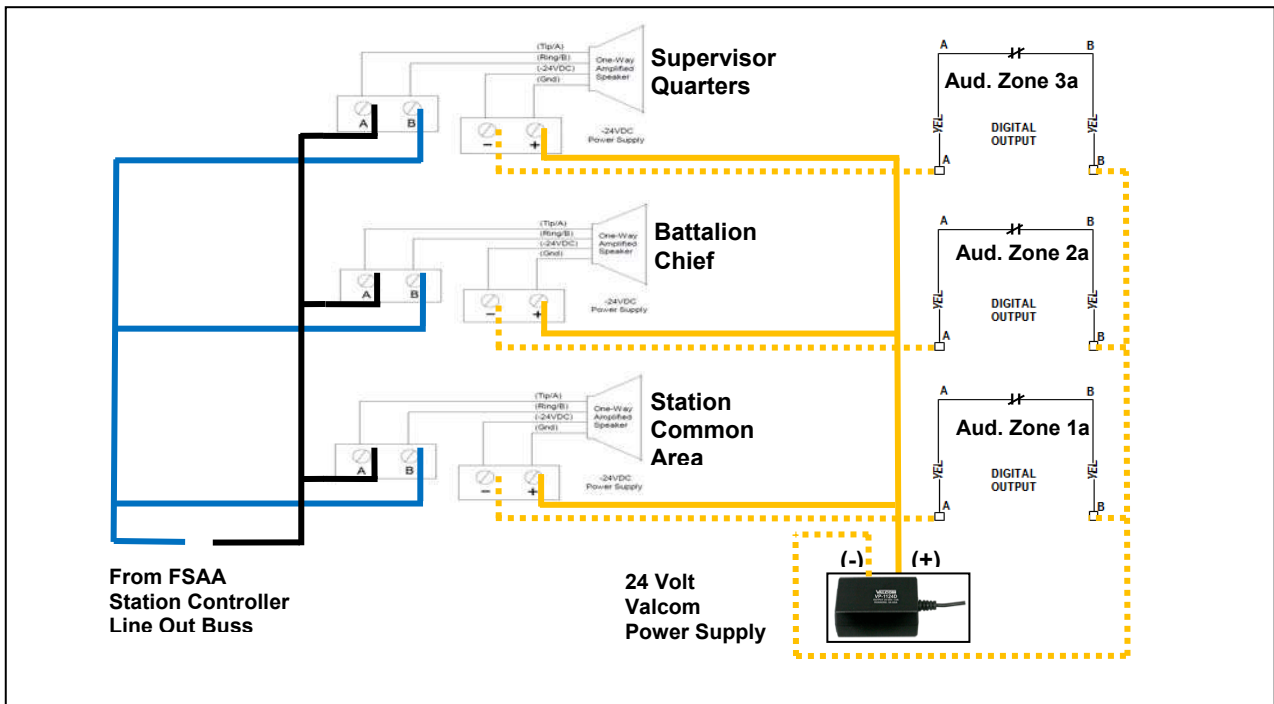 (Tip/A)
(Ring/B)
(-24VDC)
(Gnd)
One-Way
Amplified
Speaker
Supervisor
Quarters
A
B
-
+
-24VDC
Power Supply
A
B
Aud. Zone 3a
YEL
YEL
DIGITAL
OUTPUT
A
B
(Tip/A)
(Ring/B)
(-24VDC)
(Gnd)
One-Way
Amplified
Speaker
Battalion
Chief
A
B
-
+
-24VDC
Power Supply
A
B
Aud. Zone 2a
YEL
YEL
DIGITAL
OUTPUT
A
B
(Tip/A)
(Ring/B)
(-24VDC)
(Gnd)
One-Way
Amplified
Speaker
Station
Common
Area
A
B
-
+
-24VDC
Power Supply
A
B
Aud. Zone 1a
YEL
YEL
DIGITAL
OUTPUT
A
B
From FSAA
Station Controller
Line Out Buss
24 Volt
Valcom
Power Supply
(-)
(+)
VALCOM
VP-1124D